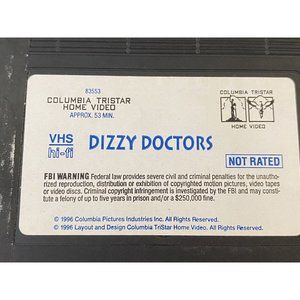 83553
COLUMBIA TRISTAR
HOME VIDEO
APPROX. 53 MIN.
COLUMBIA TRISTAR
HOME VIDEO
VHS
hi-fi
DIZZY DOCTORS
NOT RATED
FBI WARNING Federal law provides severe civil and criminal penalties for the unautho-
rized reproduction, distribution or exhibition of copyrighted motion pictures, video tapes
or video discs. Criminal copyright infringement is investigated by the FBI and may consti-
tute a felony of up to five years in prison and/or a $250,000 fine.
© 1996 Columbia Pictures Industries Inc. All Rights Reserved.
© 1996 Layout and Design Columbia TriStar Home Video. All Rights Reserved.